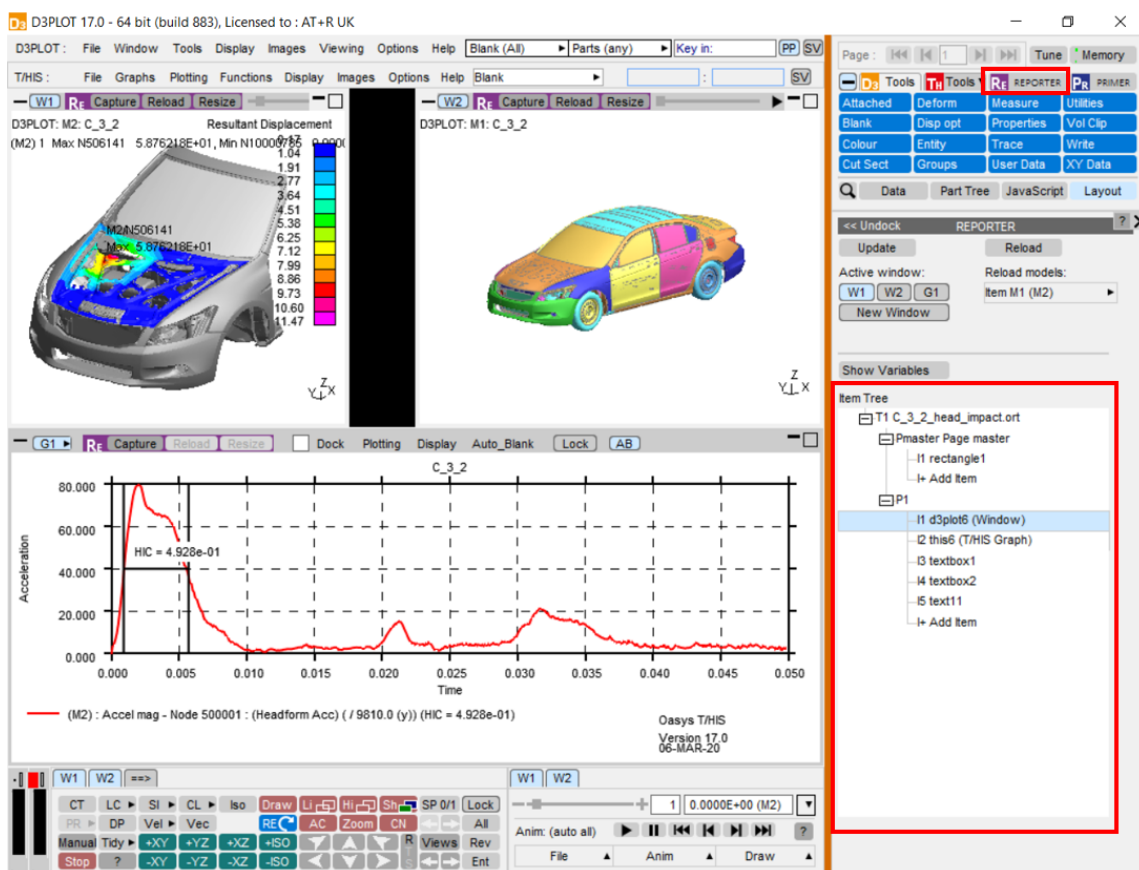 D3PLOT 17.0 - 64 bit (build 883), Licensed to : AT+R UK
D3PLOT : File Window Tools Display Images Viewing Options Help Blank (All) Parts (any) Key in: PP SV
T/HIS : File Graphs Plotting Functions Display Images Options Help Blank : SV
W1 RE Capture Reload Resize
D3PLOT: M2: C_3_2 Resultant Displacement
(M2) 1 Max N506141 5.876218E+01, Min N10000785
0.17
1.04
1.91
2.77
3.64
4.51
5.38
6.25
7.12
7.99
8.86
9.73
10.60
11.47
M2/N506141
Max 5.876218E+01
Z
Y X
W2 RE Capture Reload Resize
D3PLOT: M1: C_3_2
Z
Y X
G1 RE Capture Reload Resize Dock Plotting Display Auto_Blank Lock AB
C_3_2
80.000
60.000
40.000
20.000
0.000
Acceleration
HIC = 4.928e-01
0.000 0.005 0.010 0.015 0.020 0.025 0.030 0.035 0.040 0.045 0.050
Time
(M2) : Accel mag - Node 500001 : (Headform Acc) ( / 9810.0 (y)) (HIC = 4.928e-01)
Oasys T/HIS
Version 17.0
06-MAR-20
W1 W2 ==>
CT LC SI CL Iso Draw Li Hi Sh SP 0/1 Lock
PR DP Vel Vec RE AC Zoom CN All
Manual Tidy +XY +YZ +XZ +ISO R Views Rev
Stop ? -XY -YZ -XZ -ISO S Ent
W1 W2
1 0.0000E+00 (M2)
Anim: (auto all) ?
File Anim Draw
Page : 1 Tune Memory
D3 Tools TH Tools RE REPORTER PR PRIMER
Attached Deform Measure Utilities
Blank Disp opt Properties Vol Clip
Colour Entity Trace Write
Cut Sect Groups User Data XY Data
Data Part Tree JavaScript Layout
<< Undock REPORTER ? X
Update Reload
Active window: Reload models:
W1 W2 G1 Item M1 (M2)
New Window
Show Variables
Item Tree
T1 C_3_2_head_impact.ort
Pmaster Page master
I1 rectangle1
I+ Add Item
P1
I1 d3plot6 (Window)
I2 this6 (T/HIS Graph)
I3 textbox1
I4 textbox2
I5 text11
I+ Add Item